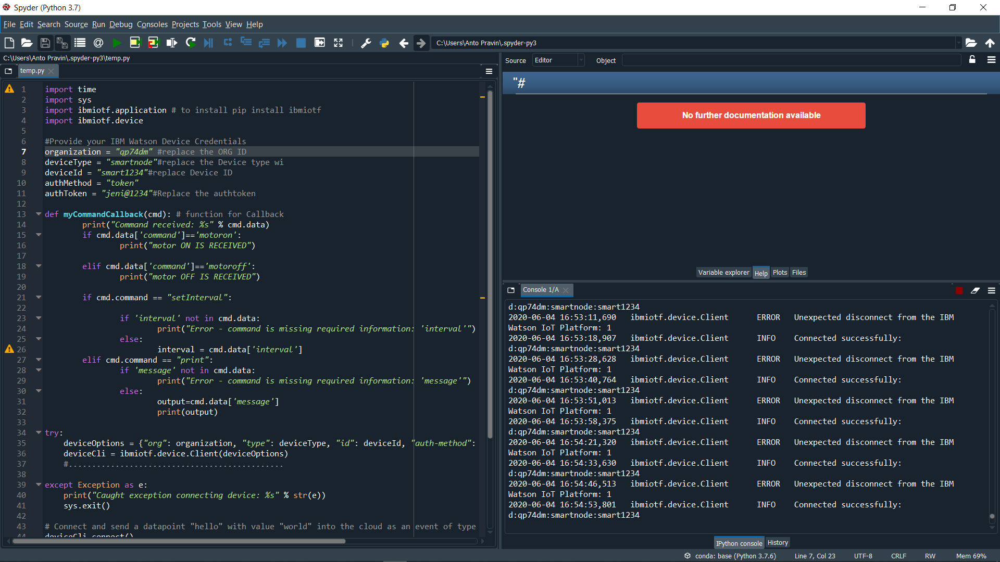 Spyder (Python 3.7)
File Edit Search Source Run Debug Consoles Projects Tools View Help
C:\Users\Anto Pravin\.spyder-py3
C:\Users\Anto Pravin\.spyder-py3\temp.py
temp.py
1 import time
2 import sys
3 import ibmiotf.application # to install pip install ibmiotf
4 import ibmiotf.device
5
6 #Provide your IBM Watson Device Credentials
7 organization = "qp74dm" #replace the ORG ID
8 deviceType = "smartnode"#replace the Device type wi
9 deviceId = "smart1234"#replace Device ID
10 authMethod = "token"
11 authToken = "jeni@1234"#Replace the authtoken
12
13 def myCommandCallback(cmd): # function for Callback
14 print("Command received: %s" % cmd.data)
15 if cmd.data['command']=='motoron':
16 print("motor ON IS RECEIVED")
17
18 elif cmd.data['command']=='motoroff':
19 print("motor OFF IS RECEIVED")
20
21 if cmd.command == "setInterval":
22
23 if 'interval' not in cmd.data:
24 print("Error - command is missing required information: 'interval'")
25 else:
26 interval = cmd.data['interval']
27 elif cmd.command == "print":
28 if 'message' not in cmd.data:
29 print("Error - command is missing required information: 'message'")
30 else:
31 output=cmd.data['message']
32 print(output)
33
34 try:
35 deviceOptions = {"org": organization, "type": deviceType, "id": deviceId, "auth-method":
36 deviceCli = ibmiotf.device.Client(deviceOptions)
37 #..............................................
38
39 except Exception as e:
40 print("Caught exception connecting device: %s" % str(e))
41 sys.exit()
42
43 # Connect and send a datapoint "hello" with value "world" into the cloud as an event of type
44 deviceCli.connect()
Source Editor Object
"#
No further documentation available
Variable explorer Help Plots Files
Console 1/A
d:qp74dm:smartnode:smart1234
2020-06-04 16:53:11,690 ibmiotf.device.Client ERROR Unexpected disconnect from the IBM
Watson IoT Platform: 1
2020-06-04 16:53:18,907 ibmiotf.device.Client INFO Connected successfully:
d:qp74dm:smartnode:smart1234
2020-06-04 16:53:28,628 ibmiotf.device.Client ERROR Unexpected disconnect from the IBM
Watson IoT Platform: 1
2020-06-04 16:53:40,764 ibmiotf.device.Client INFO Connected successfully:
d:qp74dm:smartnode:smart1234
2020-06-04 16:53:51,013 ibmiotf.device.Client ERROR Unexpected disconnect from the IBM
Watson IoT Platform: 1
2020-06-04 16:53:58,375 ibmiotf.device.Client INFO Connected successfully:
d:qp74dm:smartnode:smart1234
2020-06-04 16:54:21,320 ibmiotf.device.Client ERROR Unexpected disconnect from the IBM
Watson IoT Platform: 1
2020-06-04 16:54:33,630 ibmiotf.device.Client INFO Connected successfully:
d:qp74dm:smartnode:smart1234
2020-06-04 16:54:46,513 ibmiotf.device.Client ERROR Unexpected disconnect from the IBM
Watson IoT Platform: 1
2020-06-04 16:54:53,801 ibmiotf.device.Client INFO Connected successfully:
d:qp74dm:smartnode:smart1234
IPython console History
conda: base (Python 3.7.6) Line 7, Col 23 UTF-8 CRLF RW Mem 69%